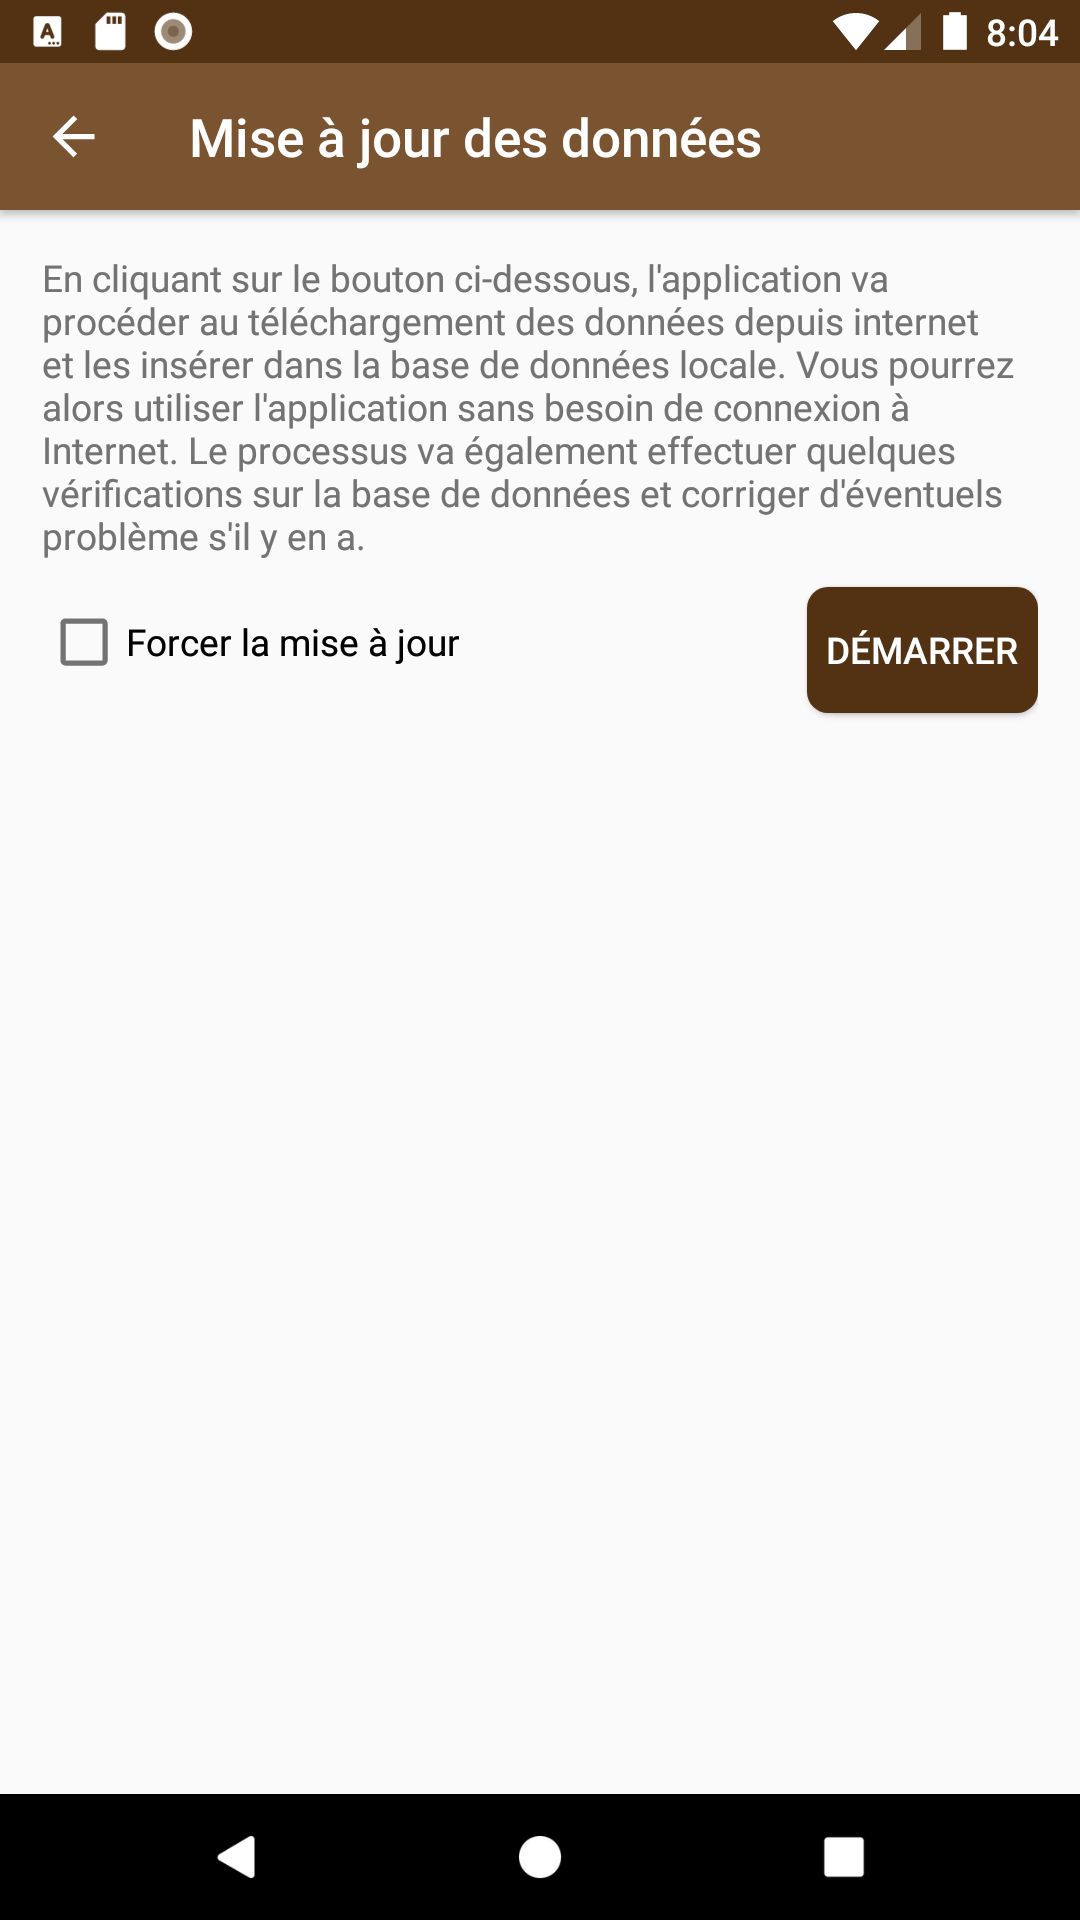 8:04
Mise à jour des données
En cliquant sur le bouton ci-dessous, l'application va
procéder au téléchargement des données depuis internet
et les insérer dans la base de données locale. Vous pourrez
alors utiliser l'application sans besoin de connexion à
Internet. Le processus va également effectuer quelques
vérifications sur la base de données et corriger d'éventuels
problème s'il y en a.
Forcer la mise à jour
DÉMARRER